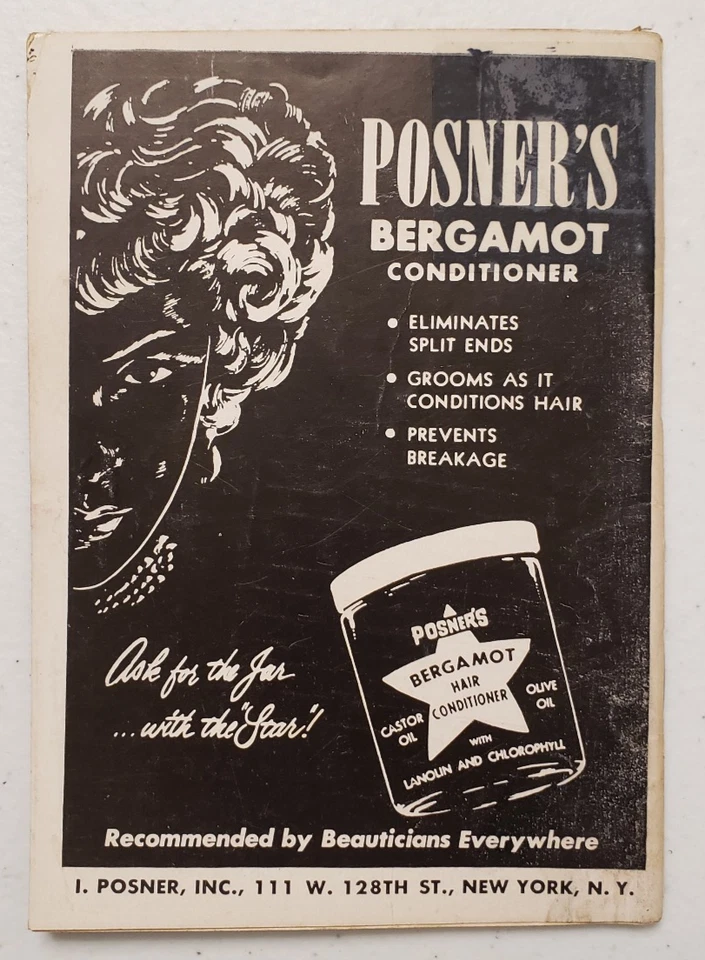 POSNER'S
BERGAMOT
CONDITIONER
• ELIMINATES
SPLIT ENDS
• GROOMS AS IT
CONDITIONS HAIR
• PREVENTS
BREAKAGE
Ask for the Jar
...with the "Star"!
POSNER'S
BERGAMOT
HAIR
CONDITIONER
CASTOR
OIL
OLIVE
OIL
WITH
LANOLIN AND CHLOROPHYLL
Recommended by Beauticians Everywhere
I. POSNER, INC., 111 W. 128TH ST., NEW YORK, N. Y.